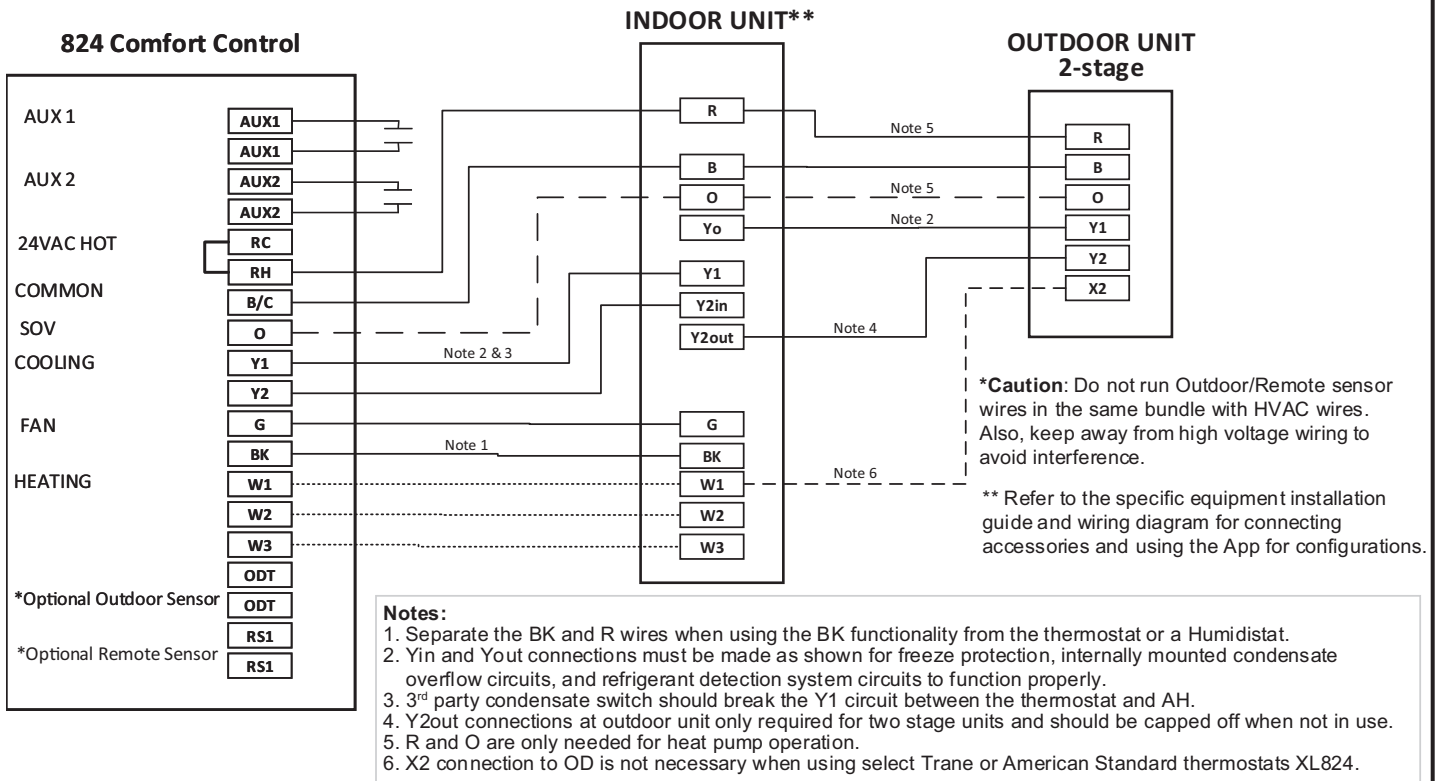 824 Comfort Control
INDOOR UNIT**
OUTDOOR UNIT
2-stage
AUX 1
AUX1
AUX1
AUX 2
AUX2
AUX2
24VAC HOT
RC
RH
COMMON
B/C
SOV
O
COOLING
Y1
Y2
FAN
G
BK
HEATING
W1
W2
W3
ODT
*Optional Outdoor Sensor
ODT
RS1
*Optional Remote Sensor
RS1
Note 2 & 3
Note 1
R
B
O
Yo
Y1
Y2in
Y2out
G
BK
W1
W2
W3
Note 5
Note 5
Note 2
Note 4
Note 6
R
B
O
Y1
Y2
X2
*Caution: Do not run Outdoor/Remote sensor
wires in the same bundle with HVAC wires.
Also, keep away from high voltage wiring to
avoid interference.
** Refer to the specific equipment installation
guide and wiring diagram for connecting
accessories and using the App for configurations.
Notes:
1. Separate the BK and R wires when using the BK functionality from the thermostat or a Humidistat.
2. Yin and Yout connections must be made as shown for freeze protection, internally mounted condensate
overflow circuits, and refrigerant detection system circuits to function properly.
3. 3rd party condensate switch should break the Y1 circuit between the thermostat and AH.
4. Y2out connections at outdoor unit only required for two stage units and should be capped off when not in use.
5. R and O are only needed for heat pump operation.
6. X2 connection to OD is not necessary when using select Trane or American Standard thermostats XL824.